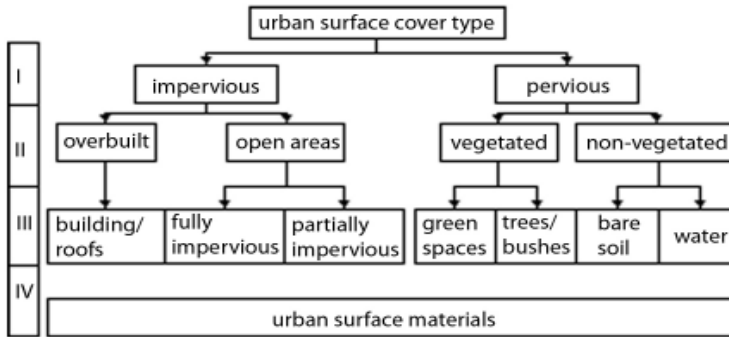 urban surface cover type
I
impervious
pervious
II
overbuilt
open areas
vegetated
non-vegetated
III
building/
roofs
fully
impervious
partially
impervious
green
spaces
trees/
bushes
bare
soil
water
IV
urban surface materials